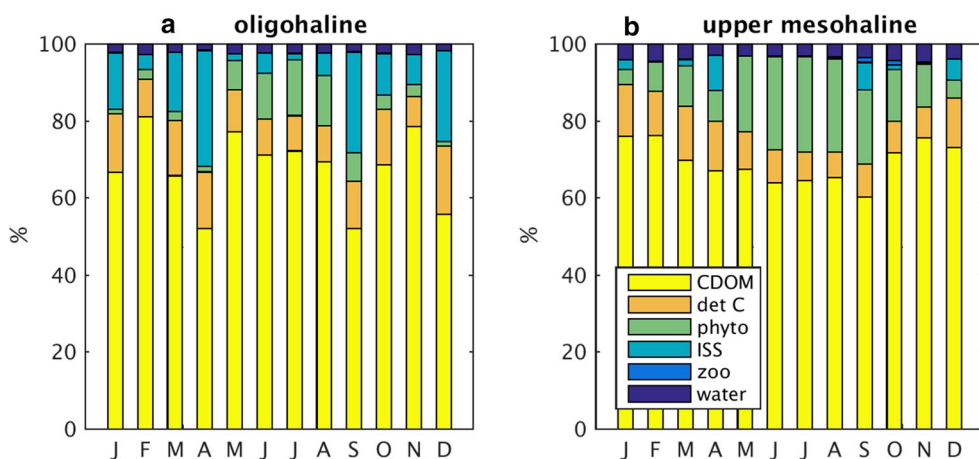 a oligohaline
100
80
60
40
20
0
%
J F M A M J J A S O N D
b upper mesohaline
100
80
60
40
20
0
%
CDOM
det C
phyto
ISS
zoo
water
J F M A M J J A S O N D